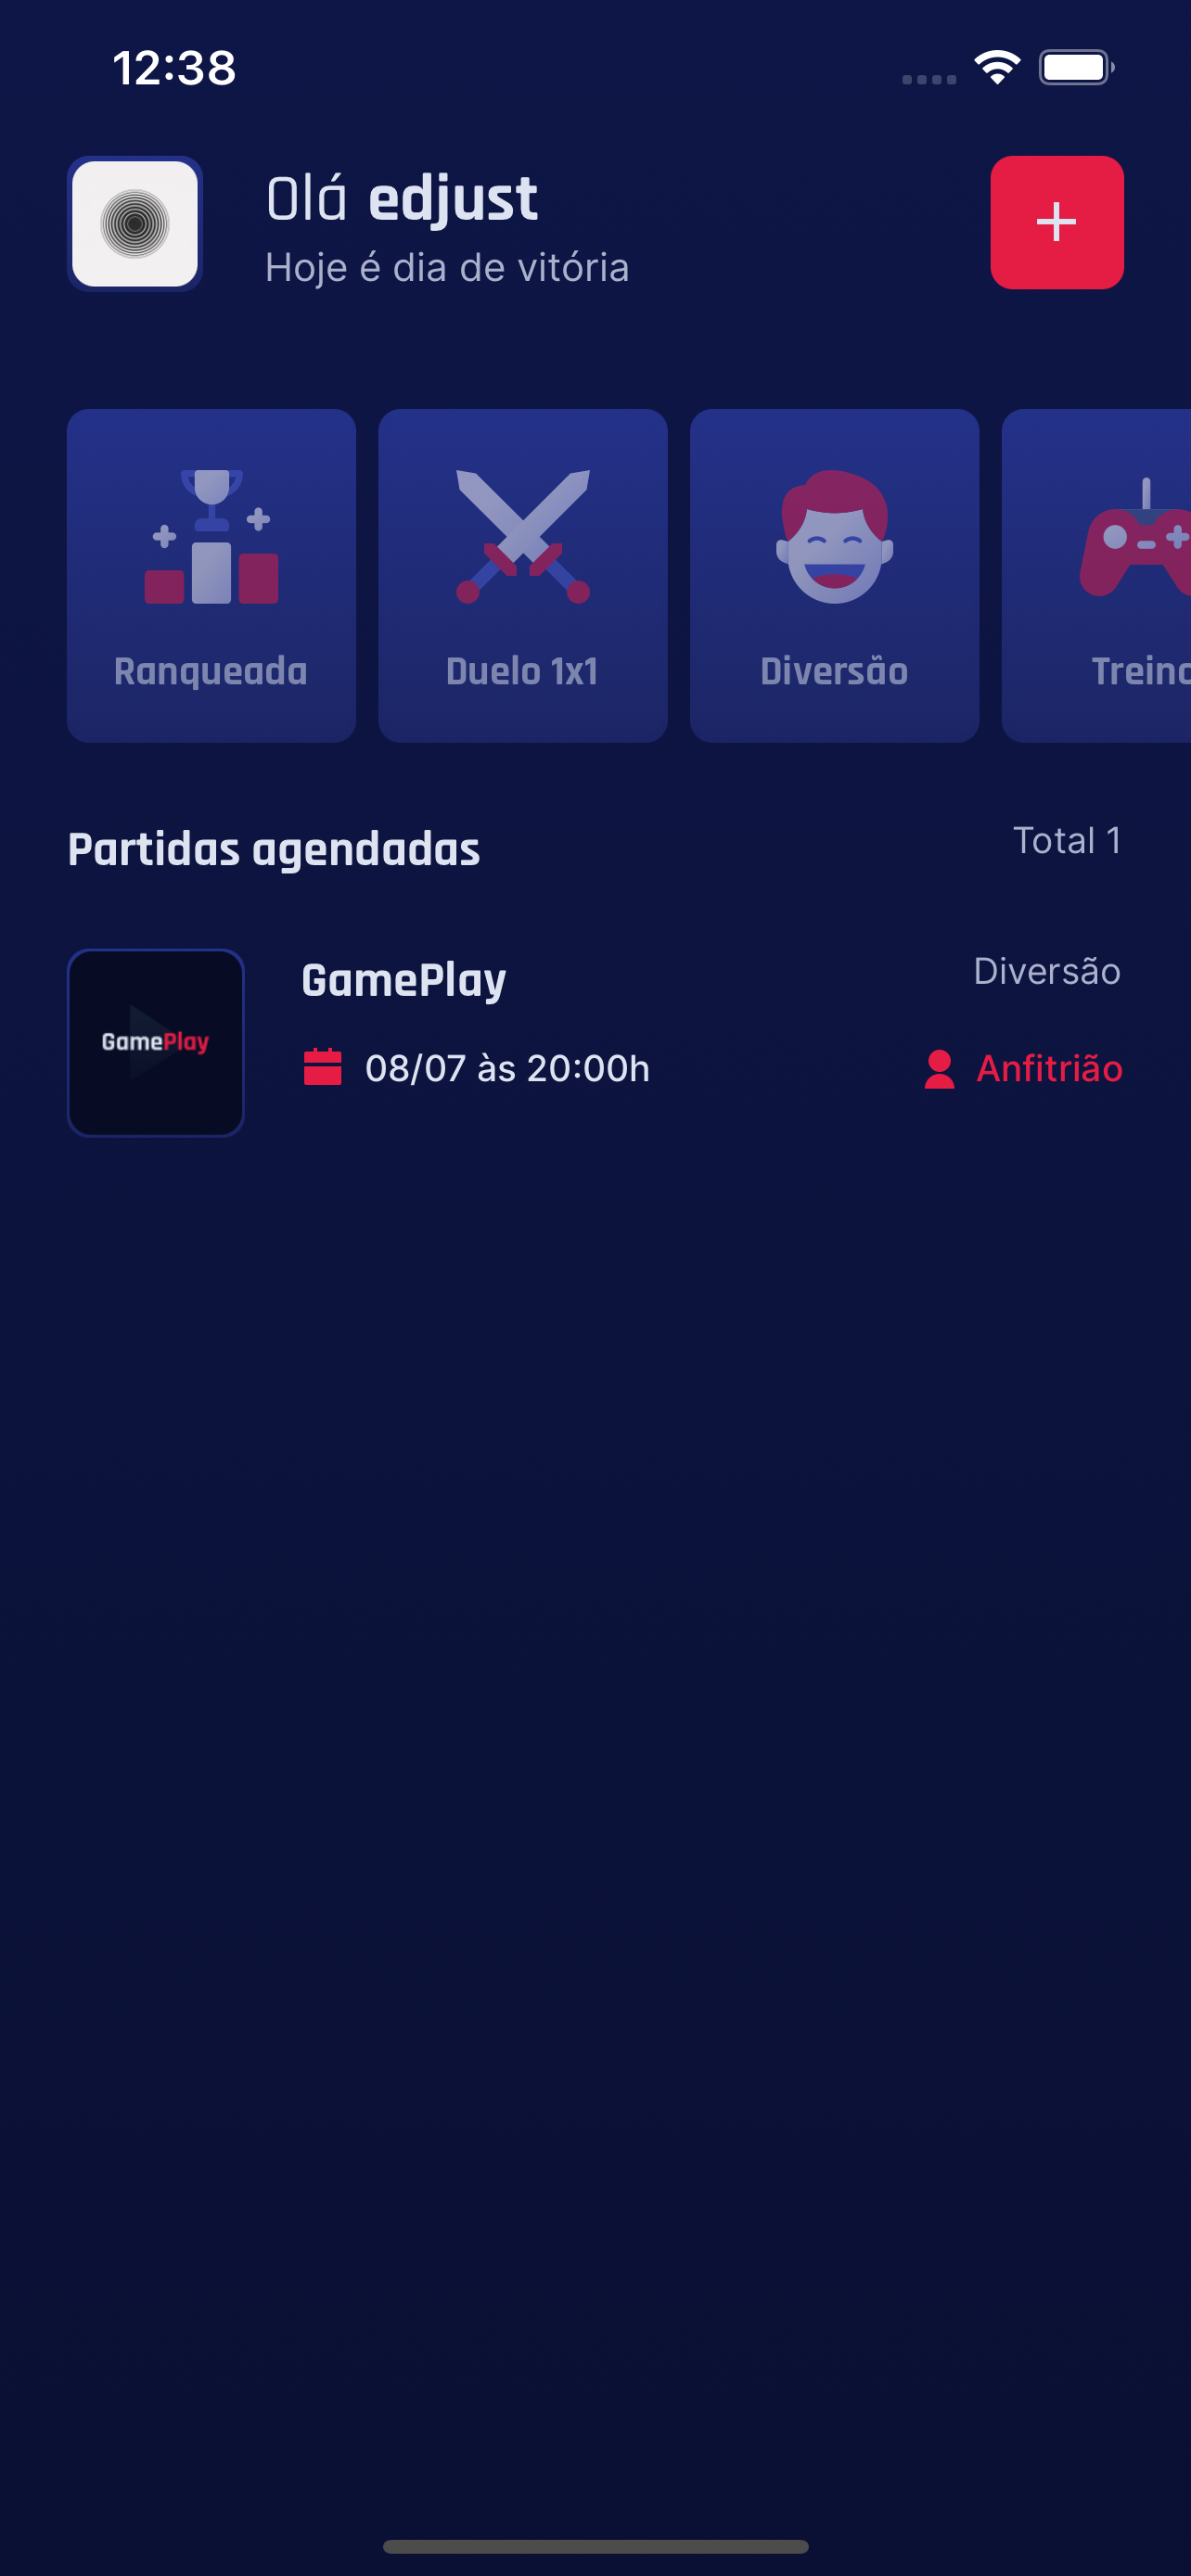 12:38
Olá edjust
Hoje é dia de vitória
Ranqueada
Duelo 1x1
Diversão
Treino
Partidas agendadas
Total 1
GamePlay
GamePlay
Diversão
08/07 às 20:00h
Anfitrião